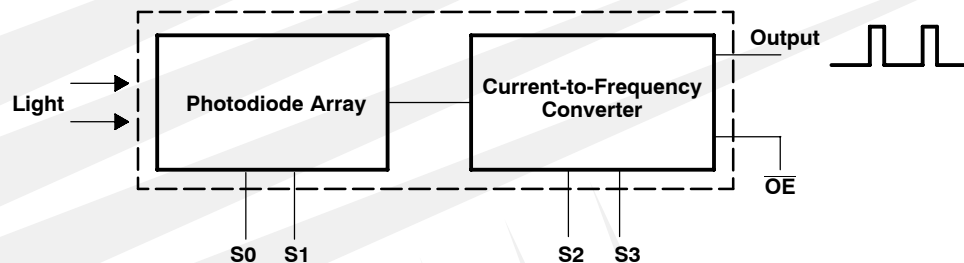 Output
Light
Photodiode Array
Current-to-Frequency
Converter
OE
S0 S1 S2 S3